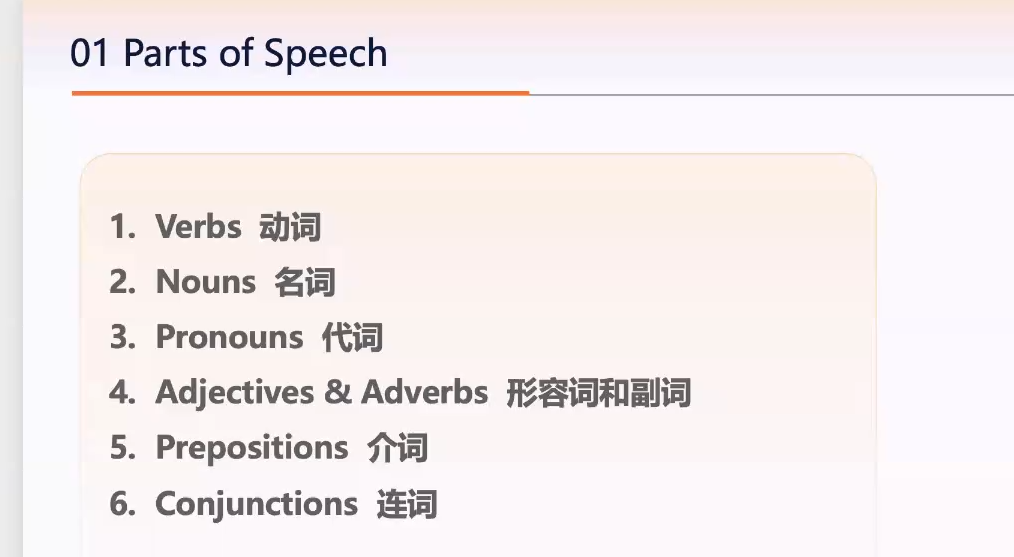 01 Parts of Speech
1. Verbs 动词
2. Nouns 名词
3. Pronouns 代词
4. Adjectives & Adverbs 形容词和副词
5. Prepositions 介词
6. Conjunctions 连词